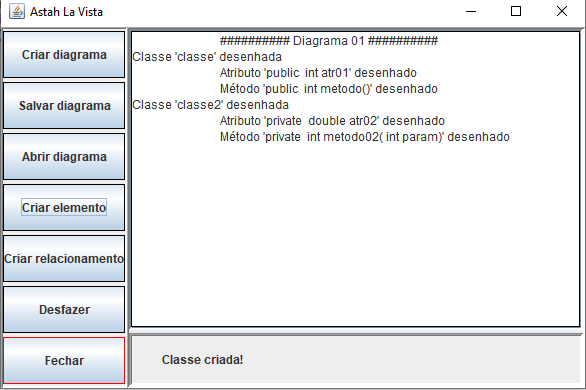 Astah La Vista
Criar diagrama
Salvar diagrama
Abrir diagrama
Criar elemento
Criar relacionamento
Desfazer
Fechar
########## Diagrama 01 ##########
Classe 'classe' desenhada
Atributo 'public  int atr01' desenhado
Método 'public  int metodo()' desenhado
Classe 'classe2' desenhada
Atributo 'private  double atr02' desenhado
Método 'private  int metodo02( int param)' desenhado
Classe criada!